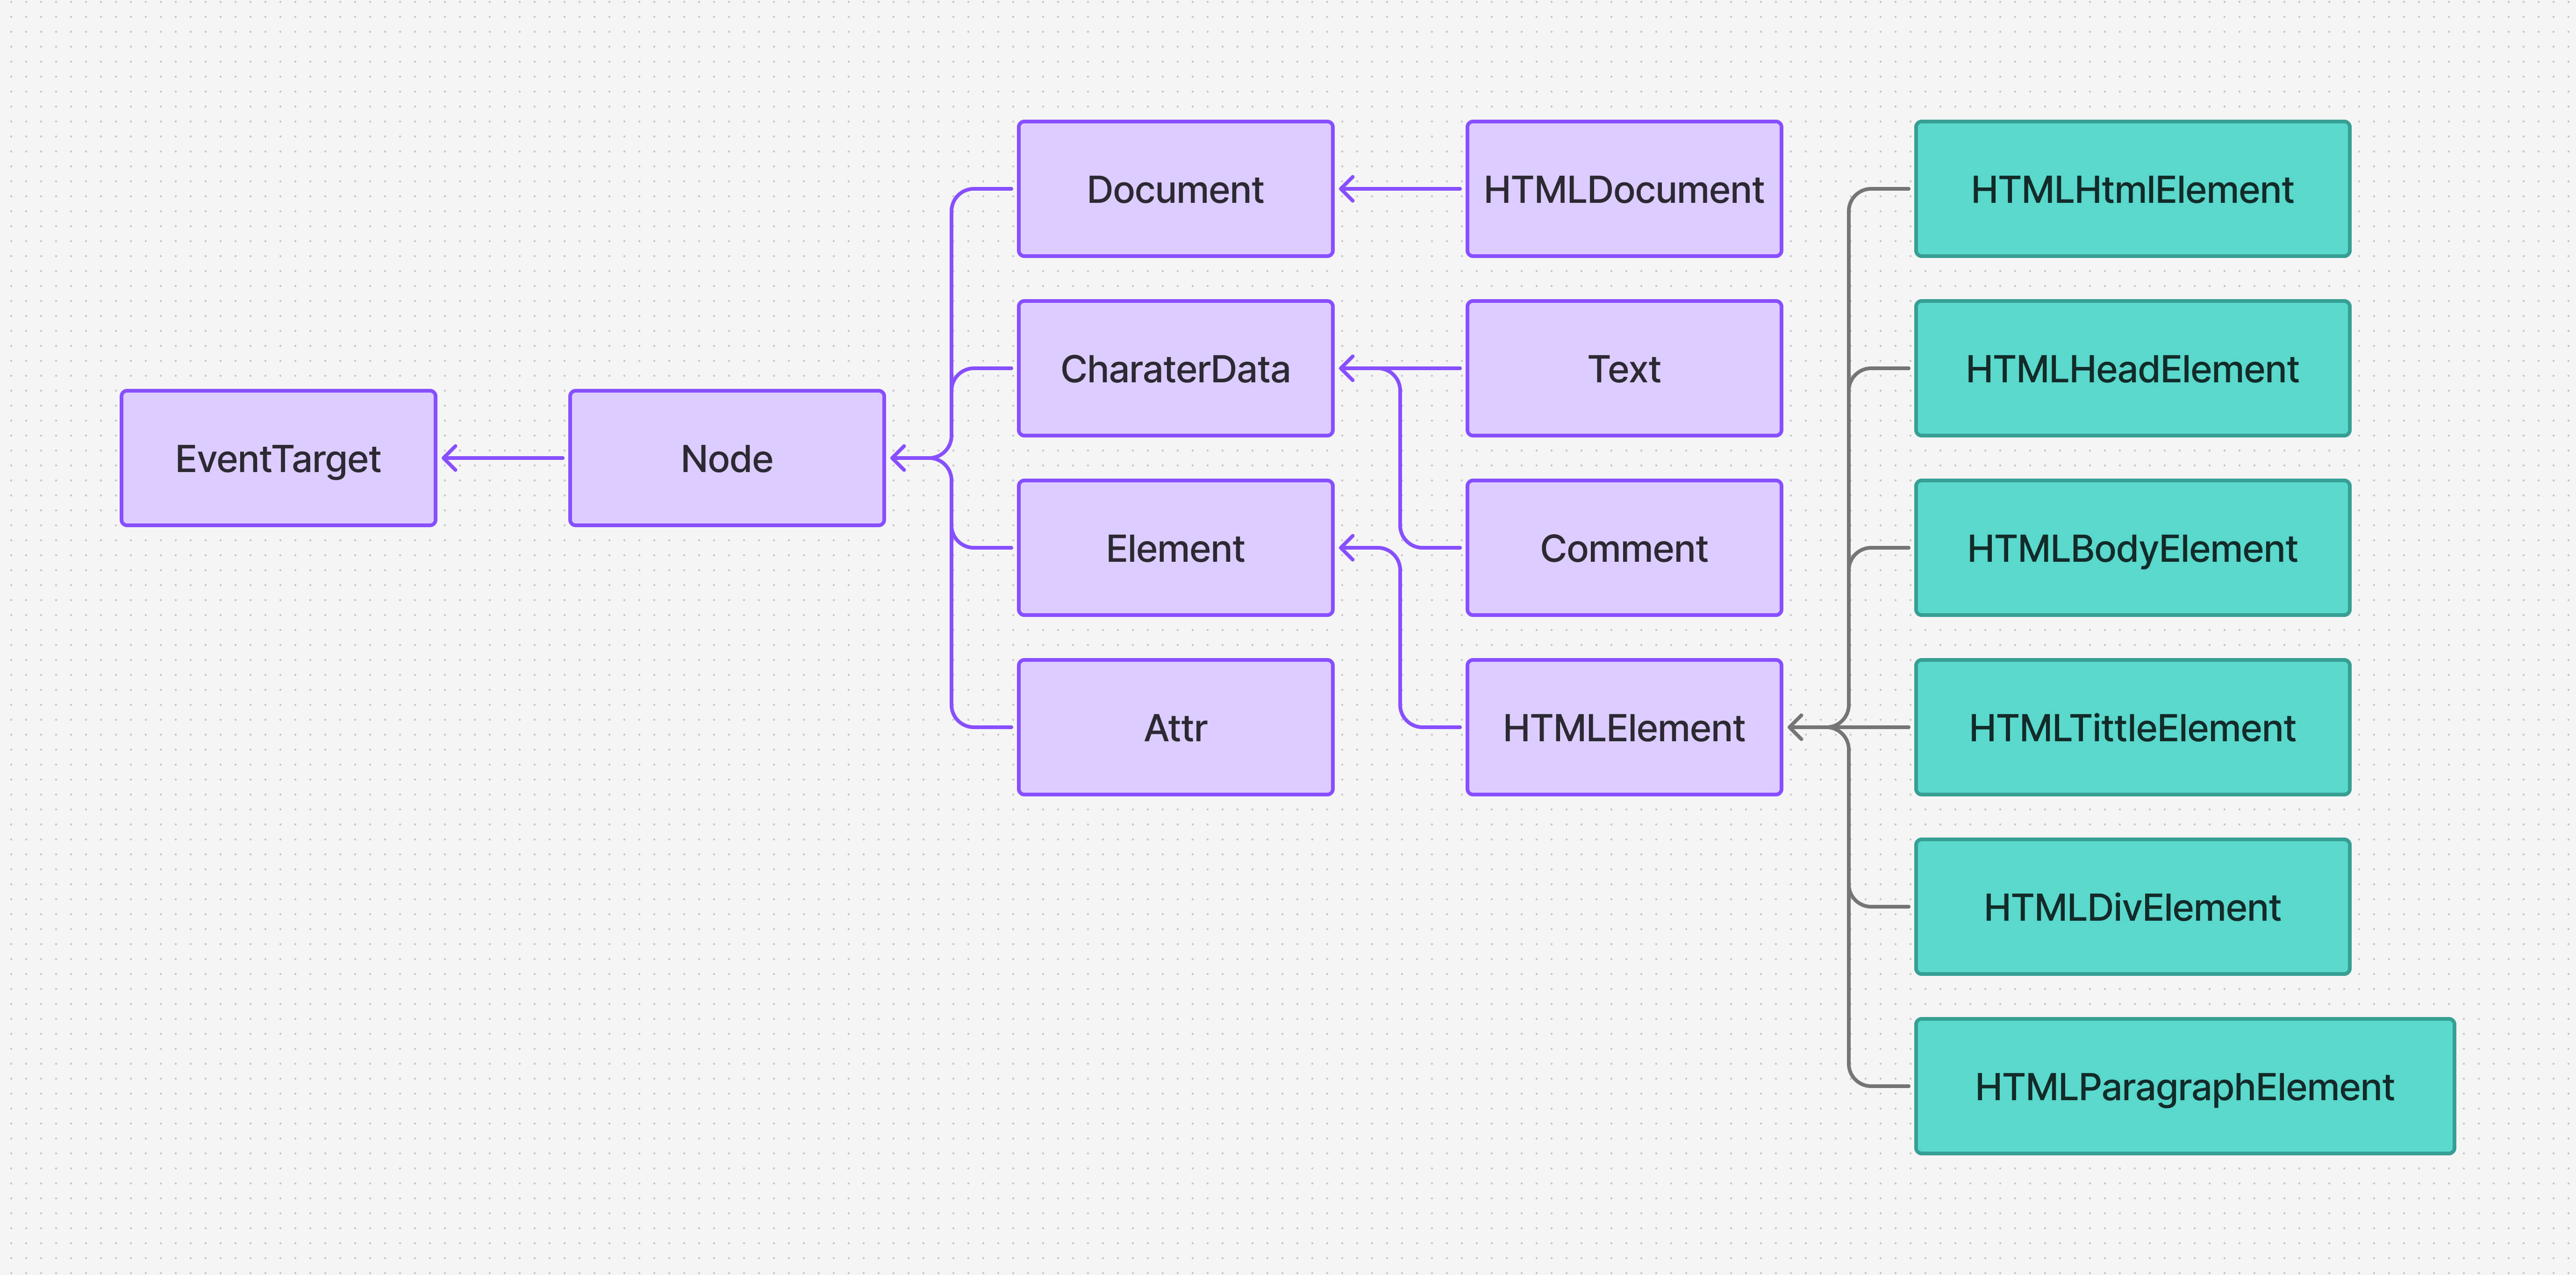 EventTarget
Node
Document
CharaterData
Element
Attr
HTMLDocument
Text
Comment
HTMLElement
HTMLHtmlElement
HTMLHeadElement
HTMLBodyElement
HTMLTittleElement
HTMLDivElement
HTMLParagraphElement